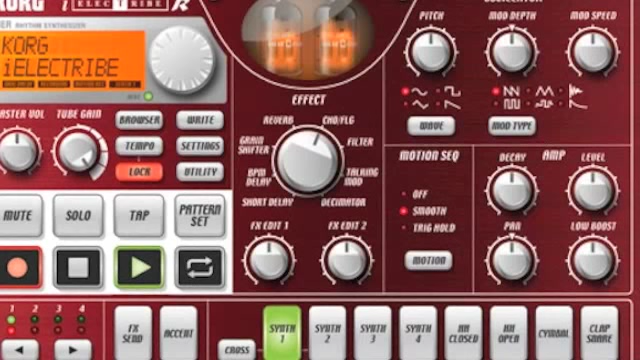 KORG iELECTRIBE R
ER RHYTHM SYNTHESIZER
KORG
iELECTRIBE
ASTER VOL TUBE GAIN
BROWSER WRITE
TEMPO SETTINGS
LOCK UTILITY
MUTE SOLO TAP PATTERN SET
EFFECT
REVERB CHO/FLG
GRAIN SHIFTER FILTER
BPM DELAY TALKING MOD
SHORT DELAY DECIMATOR
FX EDIT 1 FX EDIT 2
PITCH MOD DEPTH MOD SPEED
WAVE MOD TYPE
MOTION SEQ
OFF
SMOOTH
TRIG HOLD
MOTION
DECAY AMP LEVEL
PAN LOW BOOST
1 2 3 4
FX SEND ACCENT
CROSS
SYNTH 1 SYNTH 2 SYNTH 3 SYNTH 4 HH CLOSED HH OPEN CYMBAL CLAP SNARE